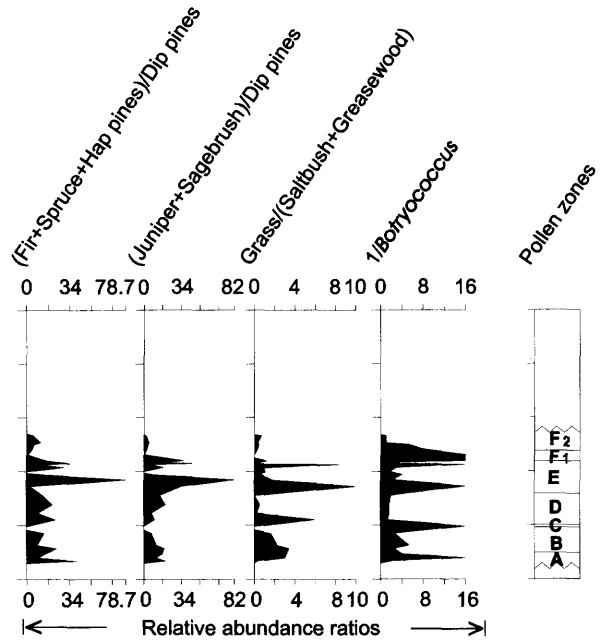 (Fir+Spruce+Hap pines)/Dip pines
(Juniper+Sagebrush)/Dip pines
Grass/(Saltbush+Greasewood)
1/Botryococcus
Pollen zones
0 34 78.7 0 34 82 0 4 8 10 0 8 16
F2
F1
E
D
C
B
A
0 34 78.7 0 34 82 0 4 8 10 0 8 16
Relative abundance ratios